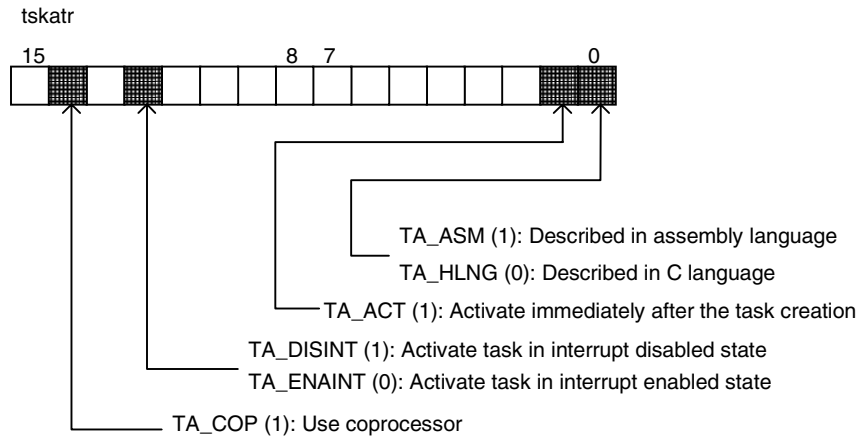 tskatr
15 8 7 0
TA_ASM (1): Described in assembly language
TA_HLNG (0): Described in C language
TA_ACT (1): Activate immediately after the task creation
TA_DISINT (1): Activate task in interrupt disabled state
TA_ENAINT (0): Activate task in interrupt enabled state
TA_COP (1): Use coprocessor